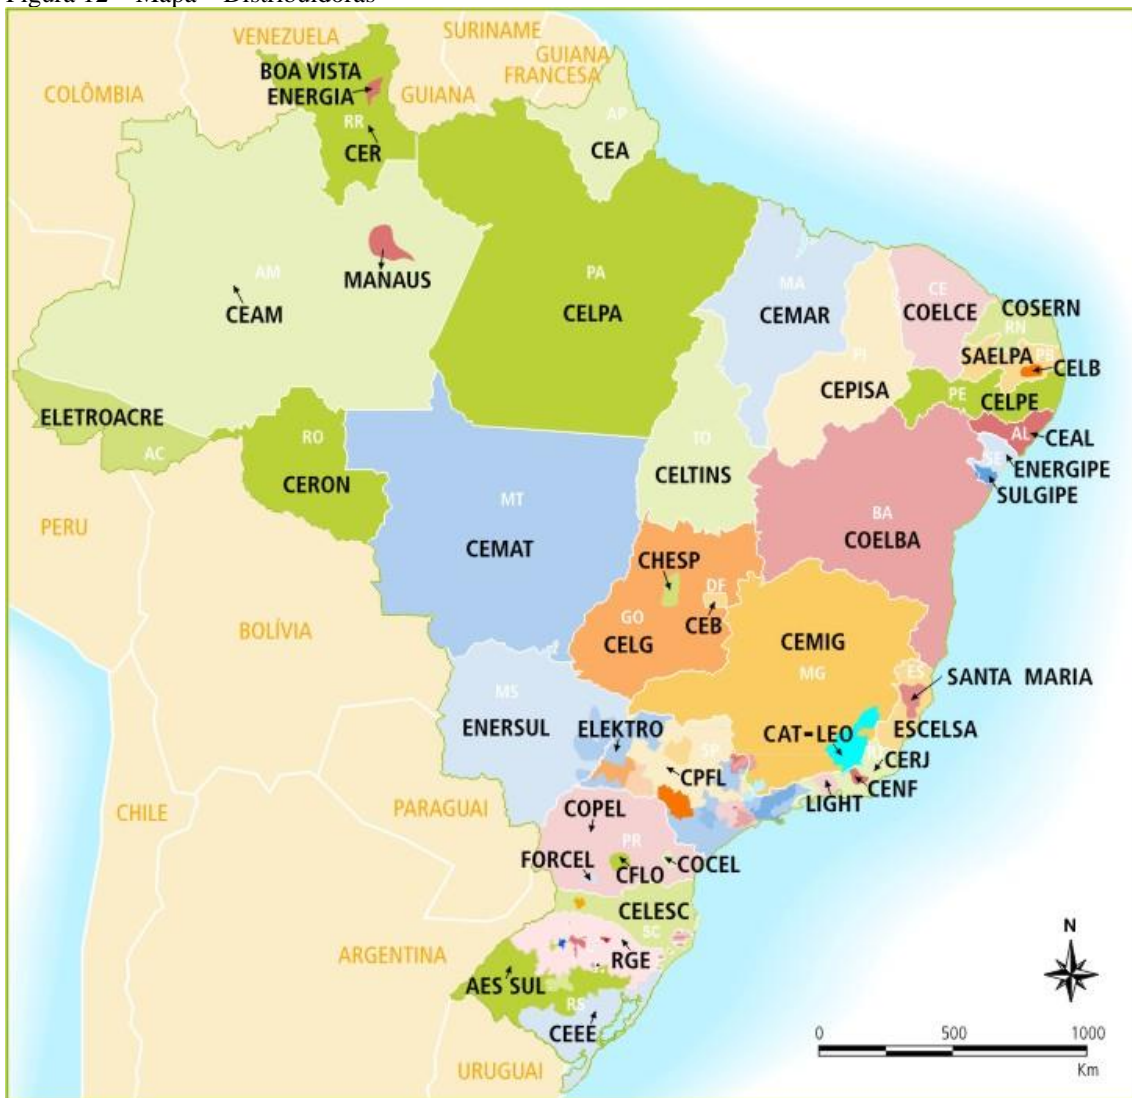 Figura 12 – Mapa – Distribuidoras
VENEZUELA
SURINAME
GUIANA
FRANCESA
COLÔMBIA
BOA VISTA
ENERGIA
GUIANA
RR
CER
AP
CEA
AM
CEAM
MANAUS
PA
CELPA
MA
CEMAR
CE
COELCE
COSERN
RN
SAELPA
PB
CELB
PI
CEPISA
PE
CELPE
AL
CEAL
SE
ENERGIPE
SULGIPE
ELETROACRE
AC
RO
CERON
TO
CELTINS
MT
CEMAT
BA
COELBA
PERU
CHESP
DF
CEB
GO
CELG
BOLÍVIA
CEMIG
MG
ES
SANTA MARIA
MS
ENERSUL
ELEKTRO
SP
CPFL
CAT-LEO
ESCELSA
RJ
CERJ
CENF
LIGHT
CHILE
PARAGUAI
COPEL
PR
FORCEL
CFLO
COCEL
CELESC
SC
ARGENTINA
RGE
AES SUL
RS
CEEE
URUGUAI
N
0 500 1000
Km